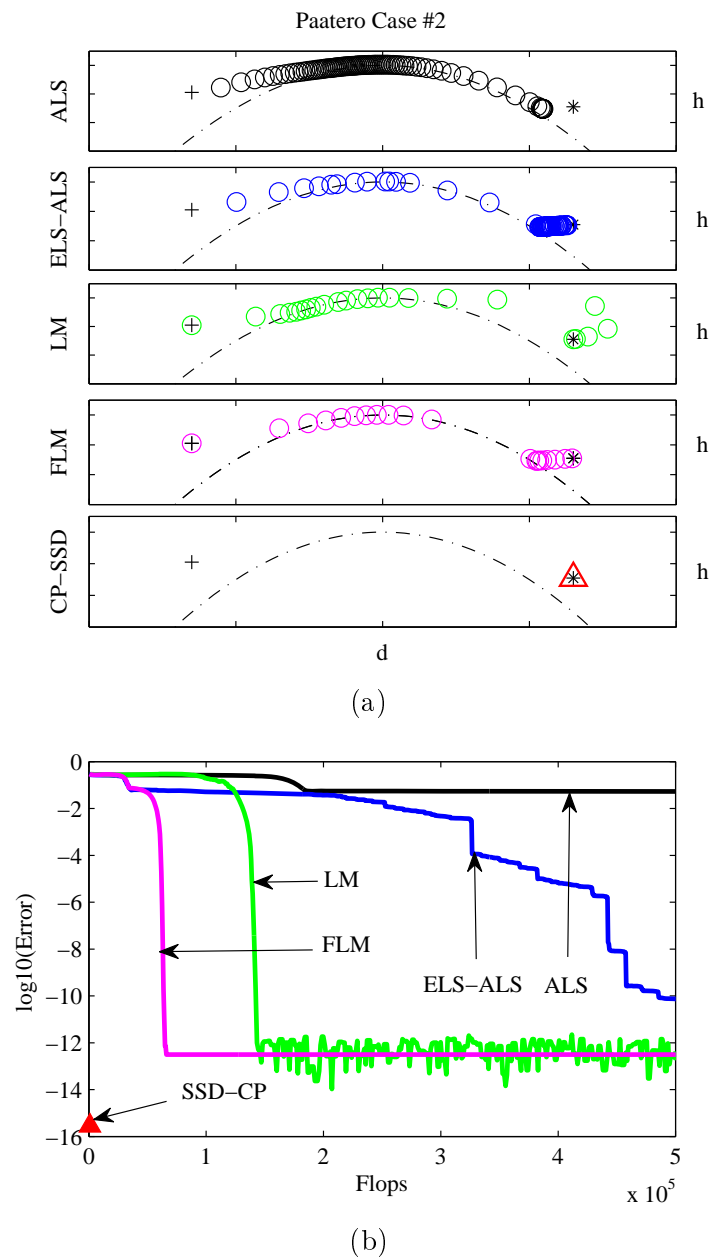 Paatero Case #2
ALS
h
ELS−ALS
h
LM
h
FLM
h
CP−SSD
h
d
(a)
0
−2
−4
−6
−8
−10
−12
−14
−16
log10(Error)
LM
FLM
ELS−ALS
ALS
SSD−CP
0
1
2
3
4
5
Flops
x 10^5
(b)